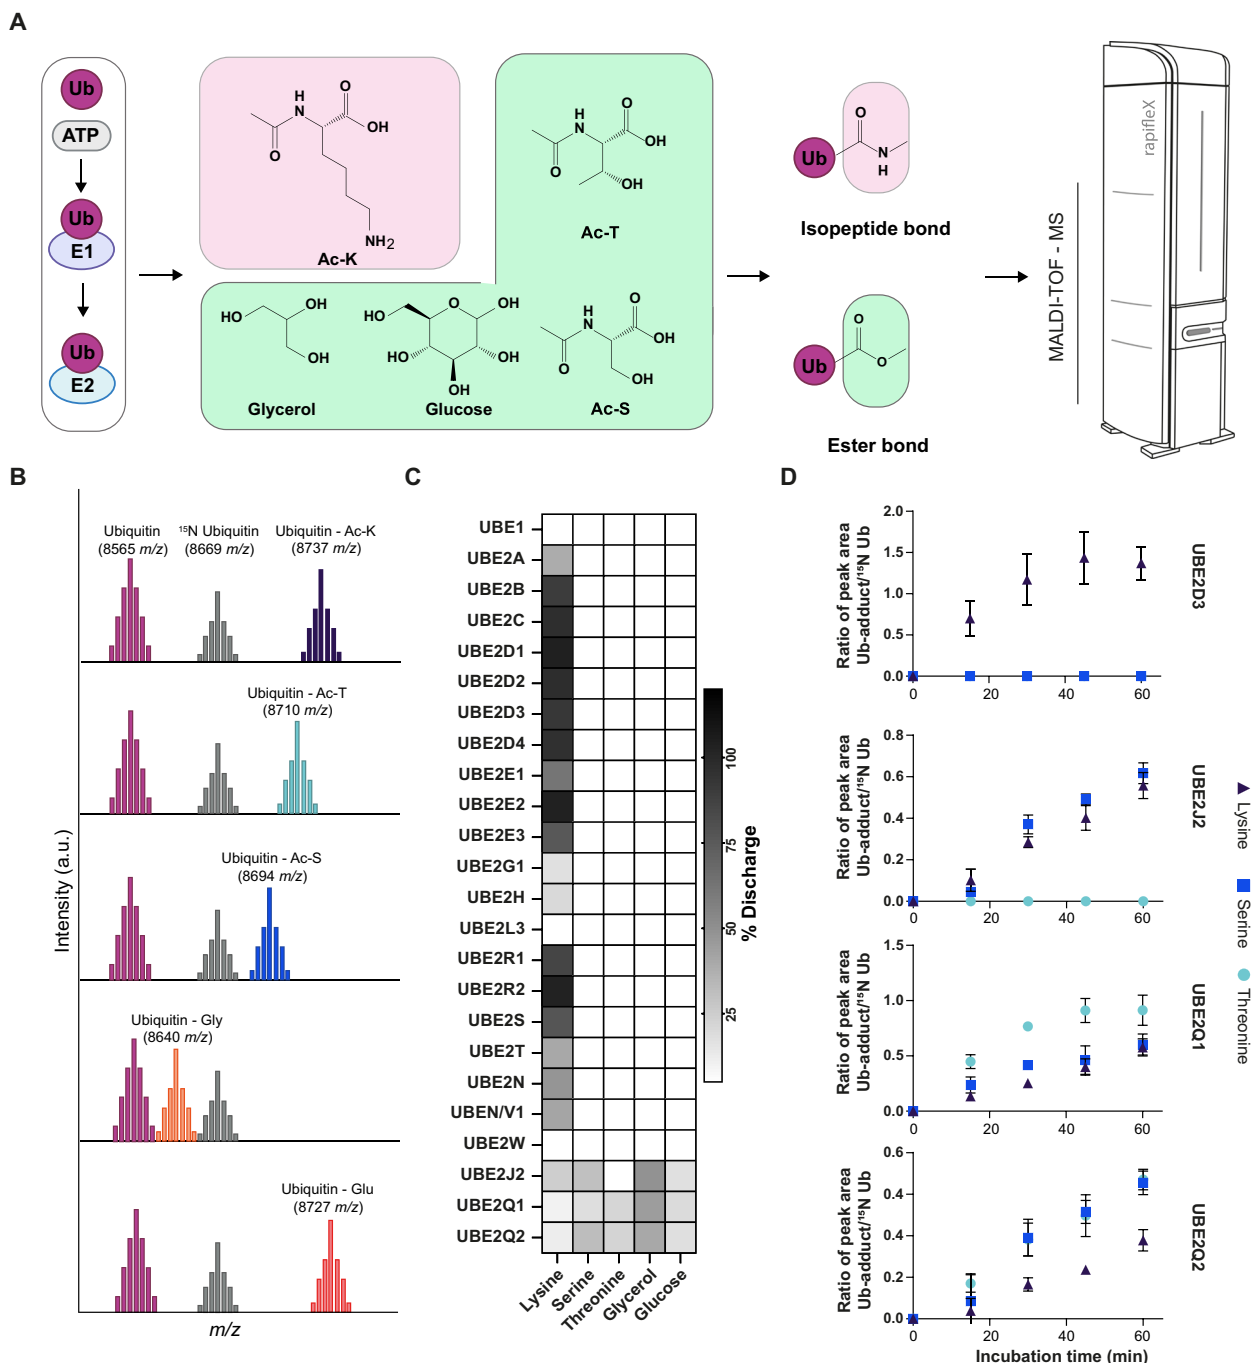 A
Ub
ATP
Ub
E1
Ub
E2
H
N
O
OH
O
NH2
Ac-K
H
N
O
OH
O
OH
Ac-T
HO
OH
OH
Glycerol
HO
O
OH
HO
OH
OH
Glucose
H
N
O
OH
O
OH
Ac-S
Ub
O
N
H
Isopeptide bond
Ub
O
O
Ester bond
MALDI-TOF - MS
rapifleX
B
Intensity (a.u.)
Ubiquitin
(8565 m/z)
15N Ubiquitin
(8669 m/z)
Ubiquitin - Ac-K
(8737 m/z)
Ubiquitin - Ac-T
(8710 m/z)
Ubiquitin - Ac-S
(8694 m/z)
Ubiquitin - Gly
(8640 m/z)
Ubiquitin - Glu
(8727 m/z)
m/z
C
UBE1
UBE2A
UBE2B
UBE2C
UBE2D1
UBE2D2
UBE2D3
UBE2D4
UBE2E1
UBE2E2
UBE2E3
UBE2G1
UBE2H
UBE2L3
UBE2R1
UBE2R2
UBE2S
UBE2T
UBE2N
UBEN/V1
UBE2W
UBE2J2
UBE2Q1
UBE2Q2
Lysine
Serine
Threonine
Glycerol
Glucose
100
75
50
25
% Discharge
D
Ratio of peak area
Ub-adduct/15N Ub
2.0
1.5
1.0
0.5
0.0
0
20
40
60
UBE2D3
Ratio of peak area
Ub-adduct/15N Ub
0.8
0.6
0.4
0.2
0.0
0
20
40
60
UBE2J2
Ratio of peak area
Ub-adduct/15N Ub
1.5
1.0
0.5
0.0
0
20
40
60
UBE2Q1
Ratio of peak area
Ub-adduct/15N Ub
0.6
0.4
0.4
0.2
0.0
0
20
40
60
UBE2Q2
Incubation time (min)
Lysine
Serine
Threonine